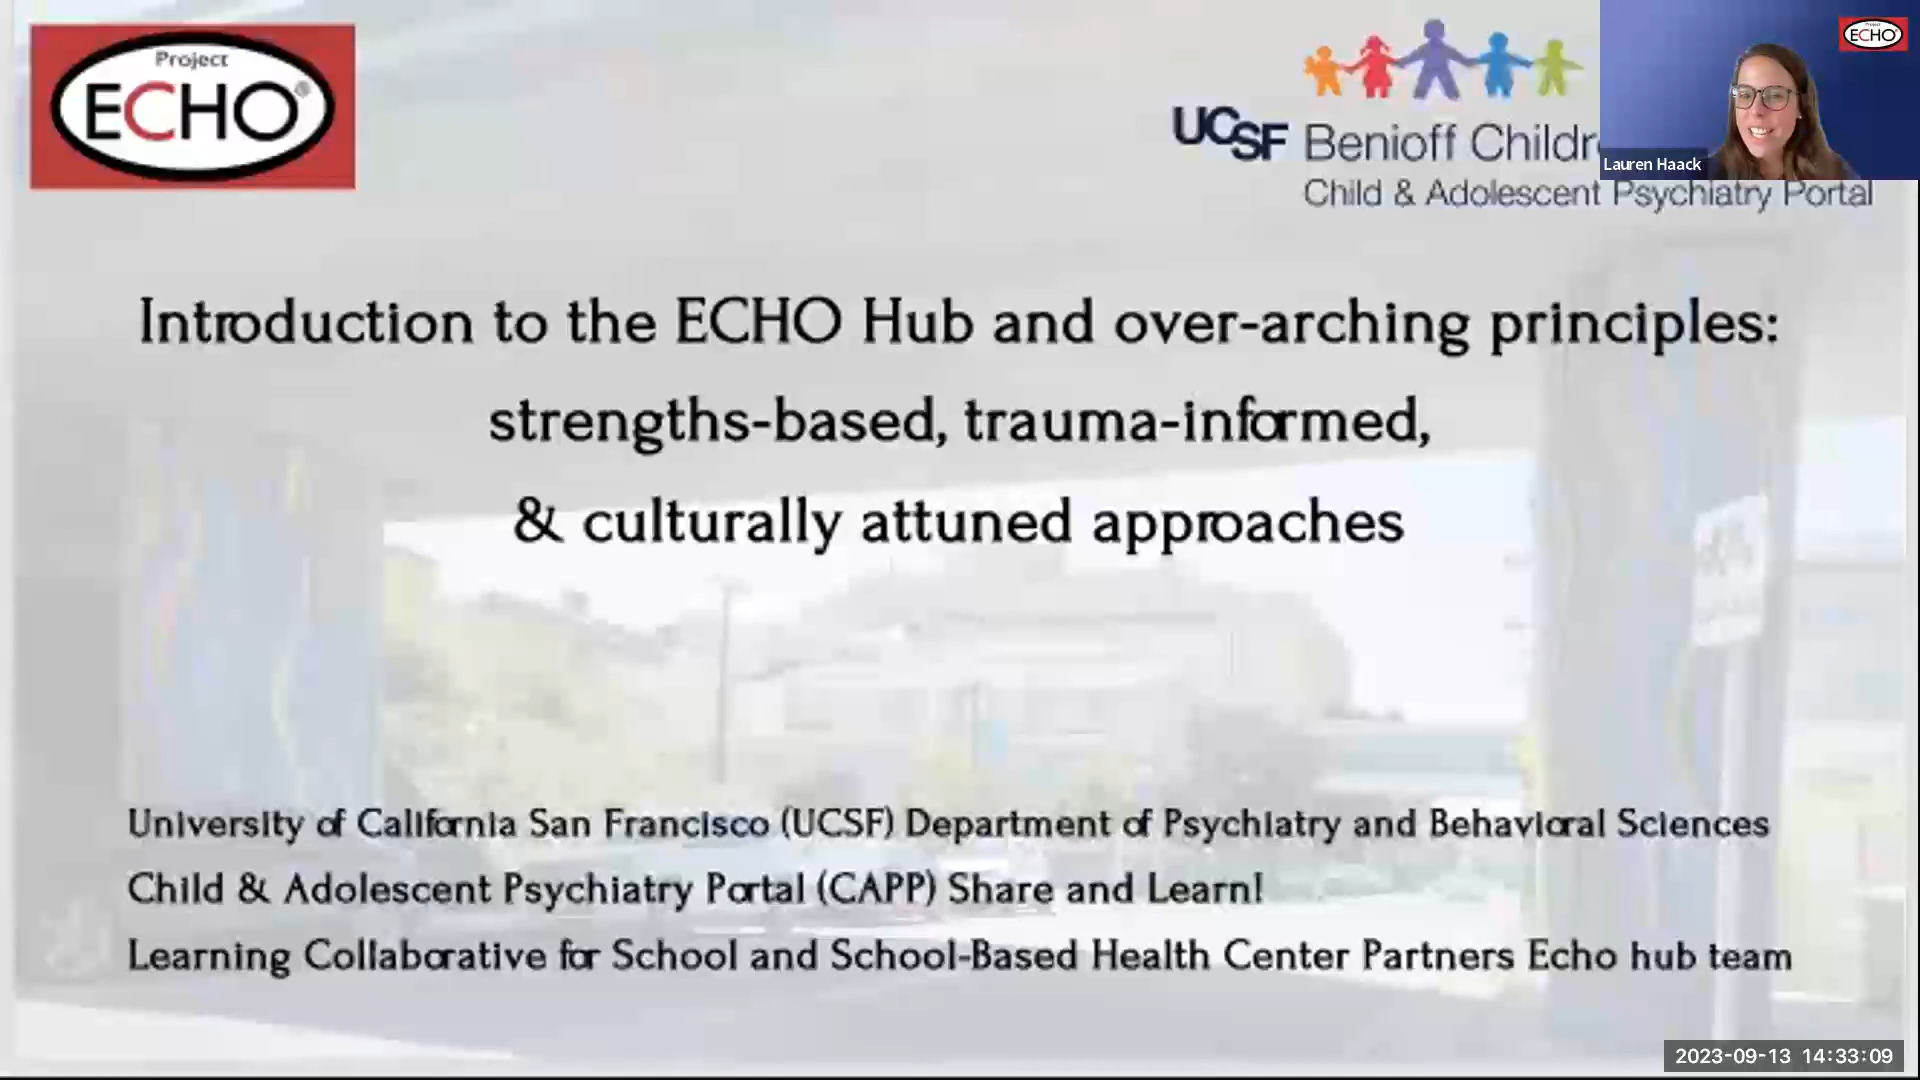 Project
ECHO®
UCSF Benioff Childr
Child & Adolescent Psychiatry Portal
Project
ECHO
Lauren Haack
Introduction to the ECHO Hub and over-arching principles:
strengths-based, trauma-informed,
& culturally attuned approaches
University of California San Francisco (UCSF) Department of Psychiatry and Behavioral Sciences
Child & Adolescent Psychiatry Portal (CAPP) Share and Learn!
Learning Collaborative for School and School-Based Health Center Partners Echo hub team
2023-09-13 14:33:09